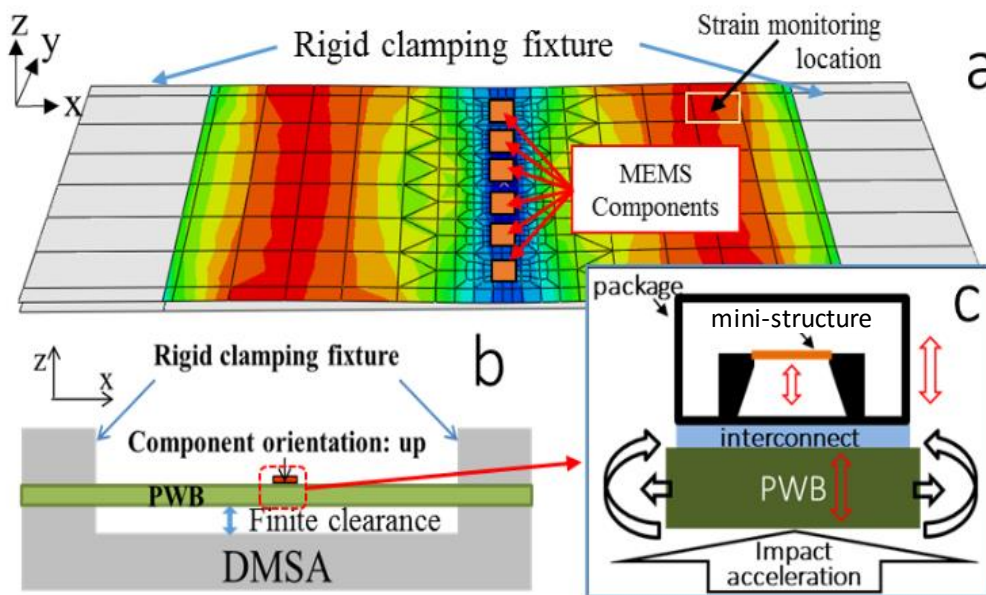 z
y
x
Rigid clamping fixture
Strain monitoring
location
a
MEMS
Components
z
x
Rigid clamping fixture
b
Component orientation: up
PWB
Finite clearance
DMSA
package
c
mini-structure
interconnect
PWB
Impact
acceleration